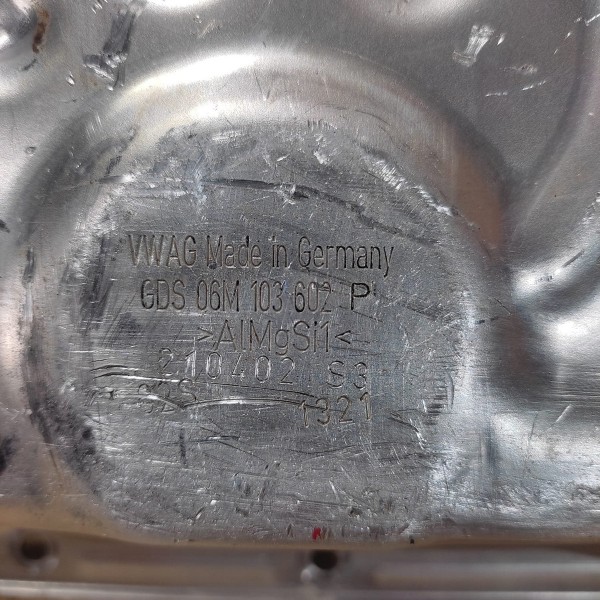 VWAG Made in Germany
GDS 06M 103 602 P
>AlMgSi1<
210402 S3
1321